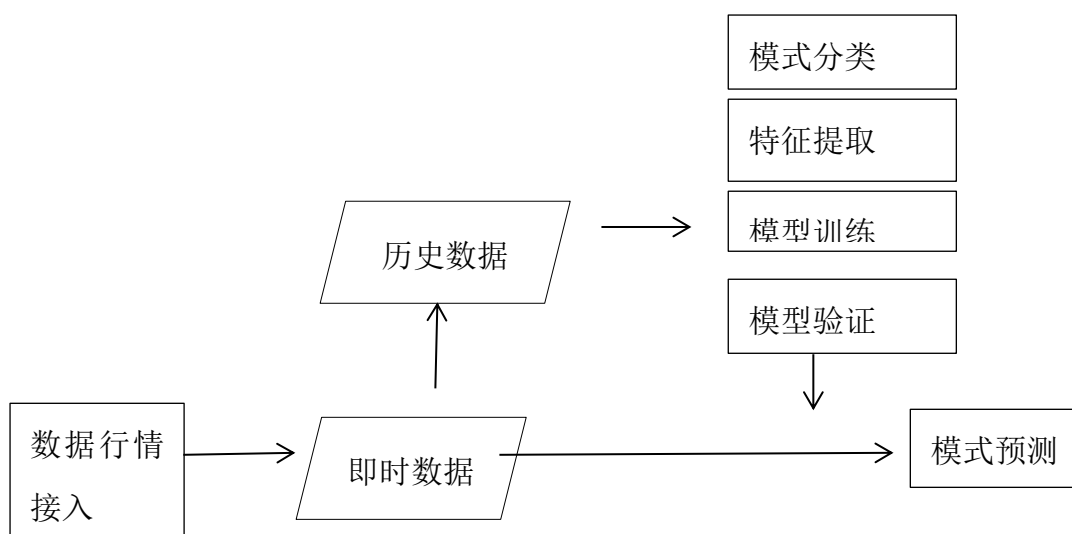 模式分类
特征提取
模型训练
历史数据
模型验证
数据行情
接入
即时数据
模式预测